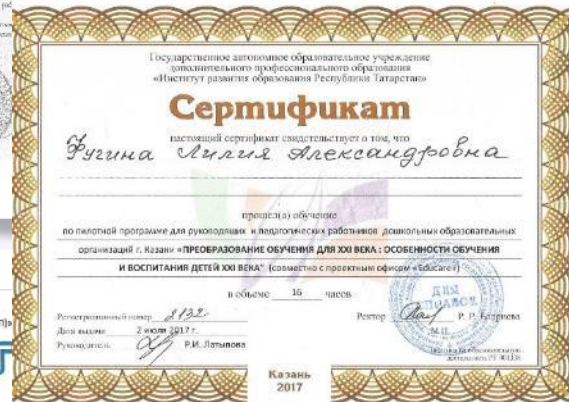 Государственное автономное образовательное учреждение
дополнительного профессионального образования
«Институт развития образования Республики Татарстан»
Сертификат
настоящий сертификат свидетельствует о том, что
Фугина Лилия Александровна
прошел(а) обучение
по пилотной программе для руководящих и педагогических работников дошкольных образовательных
организаций г. Казани «ПРЕОБРАЗОВАНИЕ ОБУЧЕНИЯ ДЛЯ XXI ВЕКА : ОСОБЕННОСТИ ОБУЧЕНИЯ
И ВОСПИТАНИЯ ДЕТЕЙ XXI ВЕКА" (совместно с проектным офисом «Educare»)
в объеме 16 часов
Регистрационный номер 2132
Ректор Р. Р. Бадриева
Дата выдачи 2 июля 2017 г.
М.П.
Руководитель Р.И. Латыпова
ДЛЯ
Казань
2017